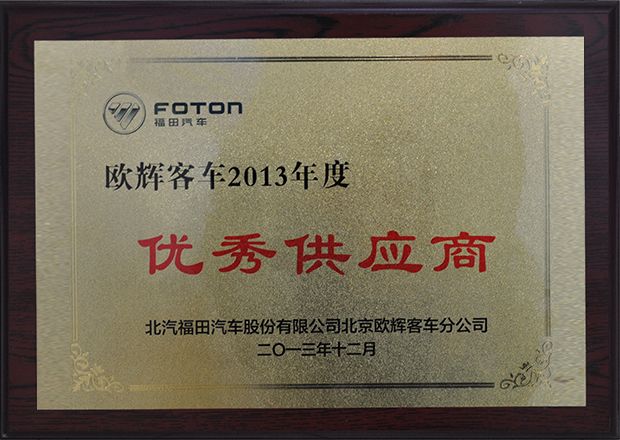 FOTON
福田汽车
欧辉客车2013年度
优秀供应商
北汽福田汽车股份有限公司北京欧辉客车分公司
二〇一三年十二月